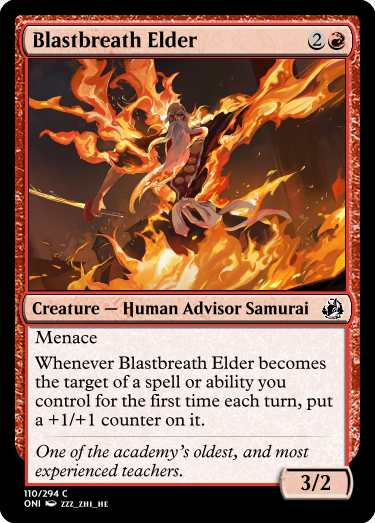 Blastbreath Elder 2
Creature — Human Advisor Samurai
Menace
Whenever Blastbreath Elder becomes
the target of a spell or ability you
control for the first time each turn, put
a +1/+1 counter on it.
One of the academy's oldest, and most
experienced teachers.
3/2
110/294 C
ONI ZZZ_ZHI_HE